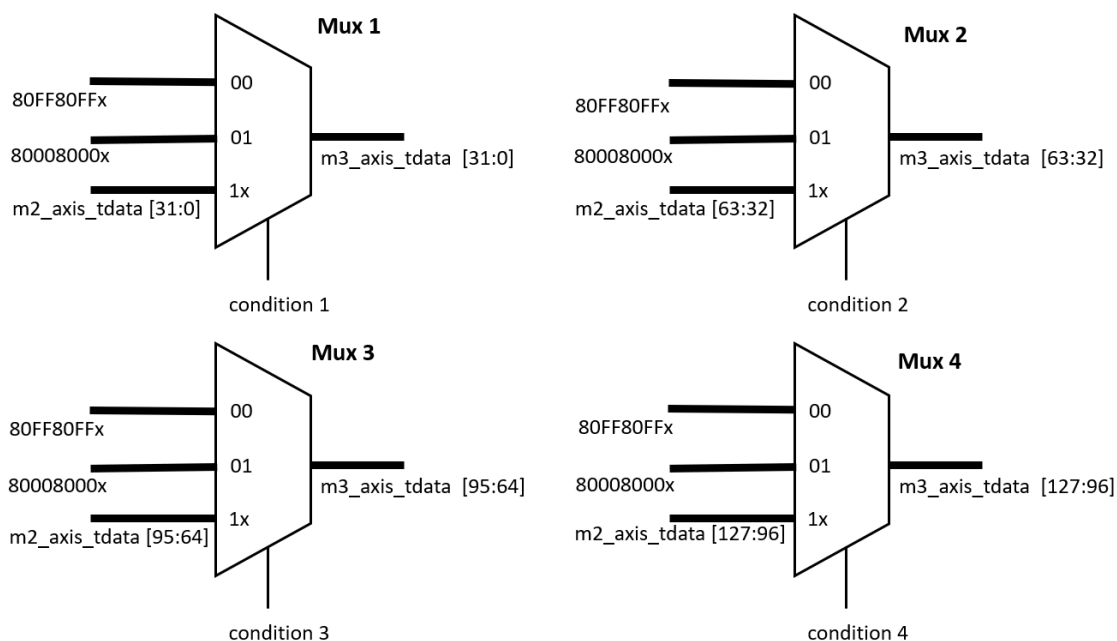 Mux 1
00
80FF80FFx
01
80008000x
m3_axis_tdata [31:0]
1x
m2_axis_tdata [31:0]
condition 1
Mux 2
00
80FF80FFx
01
80008000x
m3_axis_tdata [63:32]
1x
m2_axis_tdata [63:32]
condition 2
Mux 3
00
80FF80FFx
01
80008000x
m3_axis_tdata [95:64]
1x
m2_axis_tdata [95:64]
condition 3
Mux 4
00
80FF80FFx
01
80008000x
m3_axis_tdata [127:96]
1x
m2_axis_tdata [127:96]
condition 4